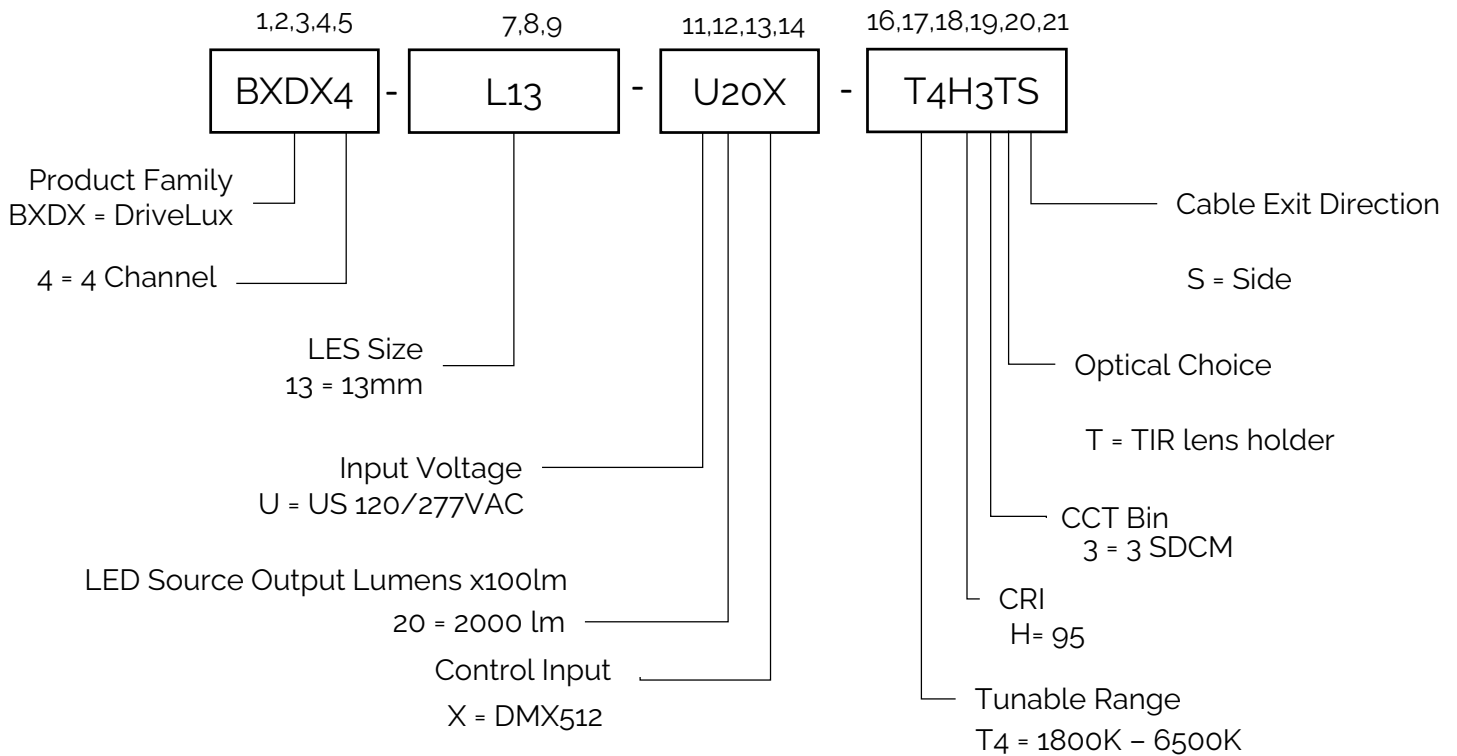 1,2,3,4,5 7,8,9 11,12,13,14 16,17,18,19,20,21
BXDX4 - L13 - U20X - T4H3TS
Product Family
BXDX = DriveLux
4 = 4 Channel
LES Size
13 = 13mm
Input Voltage
U = US 120/277VAC
LED Source Output Lumens x100lm
20 = 2000 lm
Control Input
X = DMX512
Cable Exit Direction
S = Side
Optical Choice
T = TIR lens holder
CCT Bin
3 = 3 SDCM
CRI
H= 95
Tunable Range
T4 = 1800K – 6500K